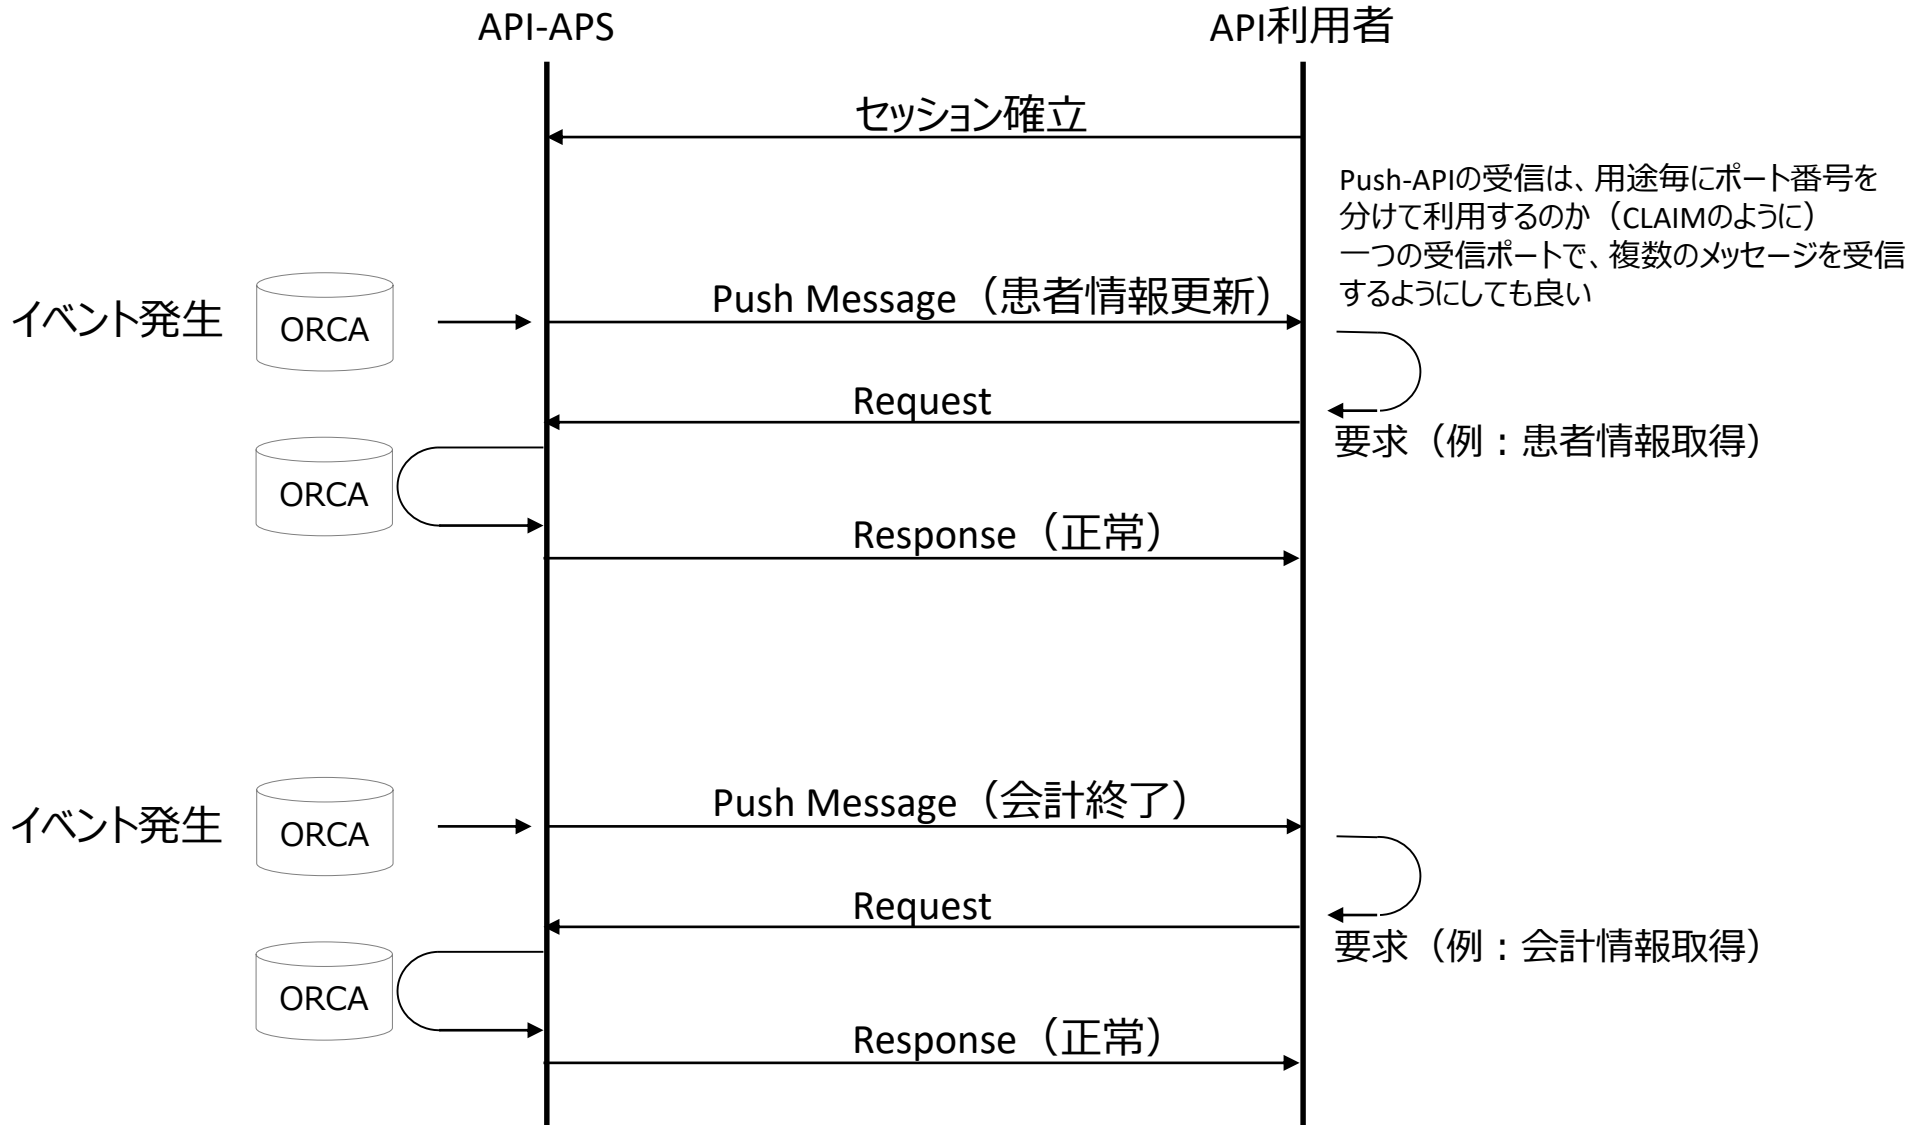 API-APS
API利用者
セッション確立
Push-APIの受信は、用途毎にポート番号を
分けて利用するのか（CLAIMのように）
一つの受信ポートで、複数のメッセージを受信
するようにしても良い
イベント発生
ORCA
Push Message（患者情報更新）
Request
要求（例：患者情報取得）
ORCA
Response（正常）
イベント発生
ORCA
Push Message（会計終了）
Request
要求（例：会計情報取得）
ORCA
Response（正常）